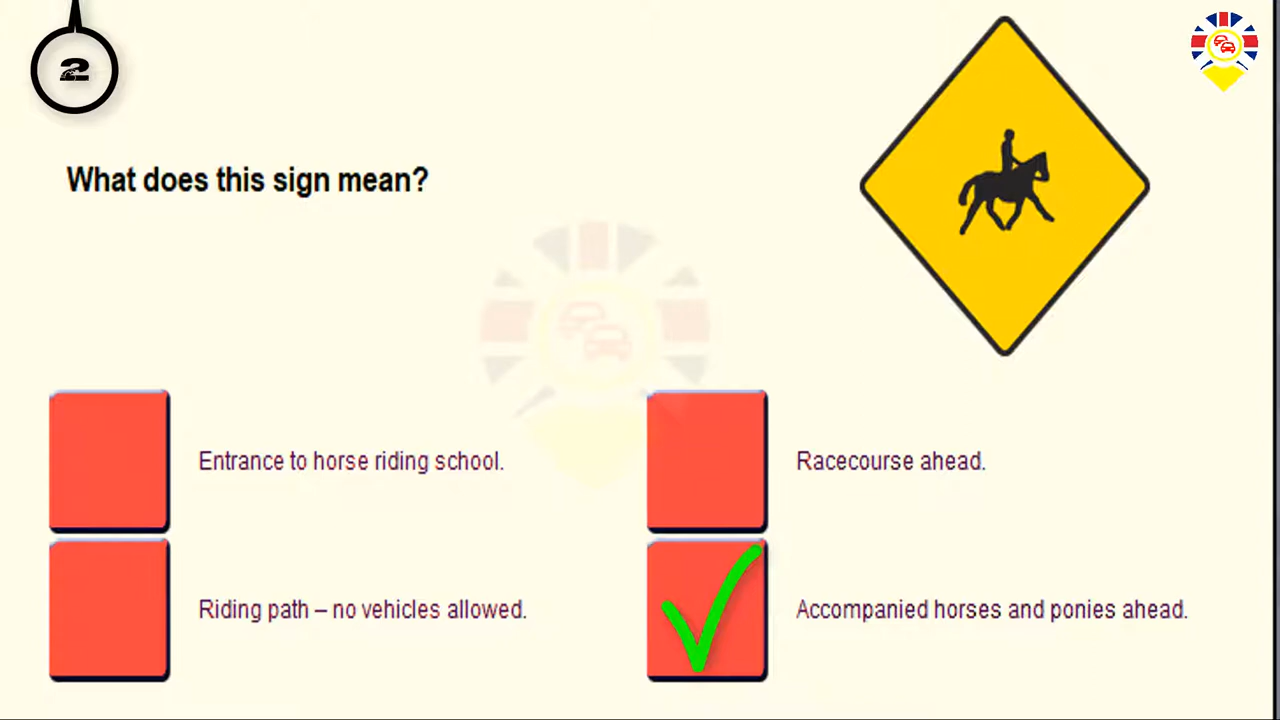 2
What does this sign mean?
Entrance to horse riding school.
Racecourse ahead.
Riding path – no vehicles allowed.
Accompanied horses and ponies ahead.